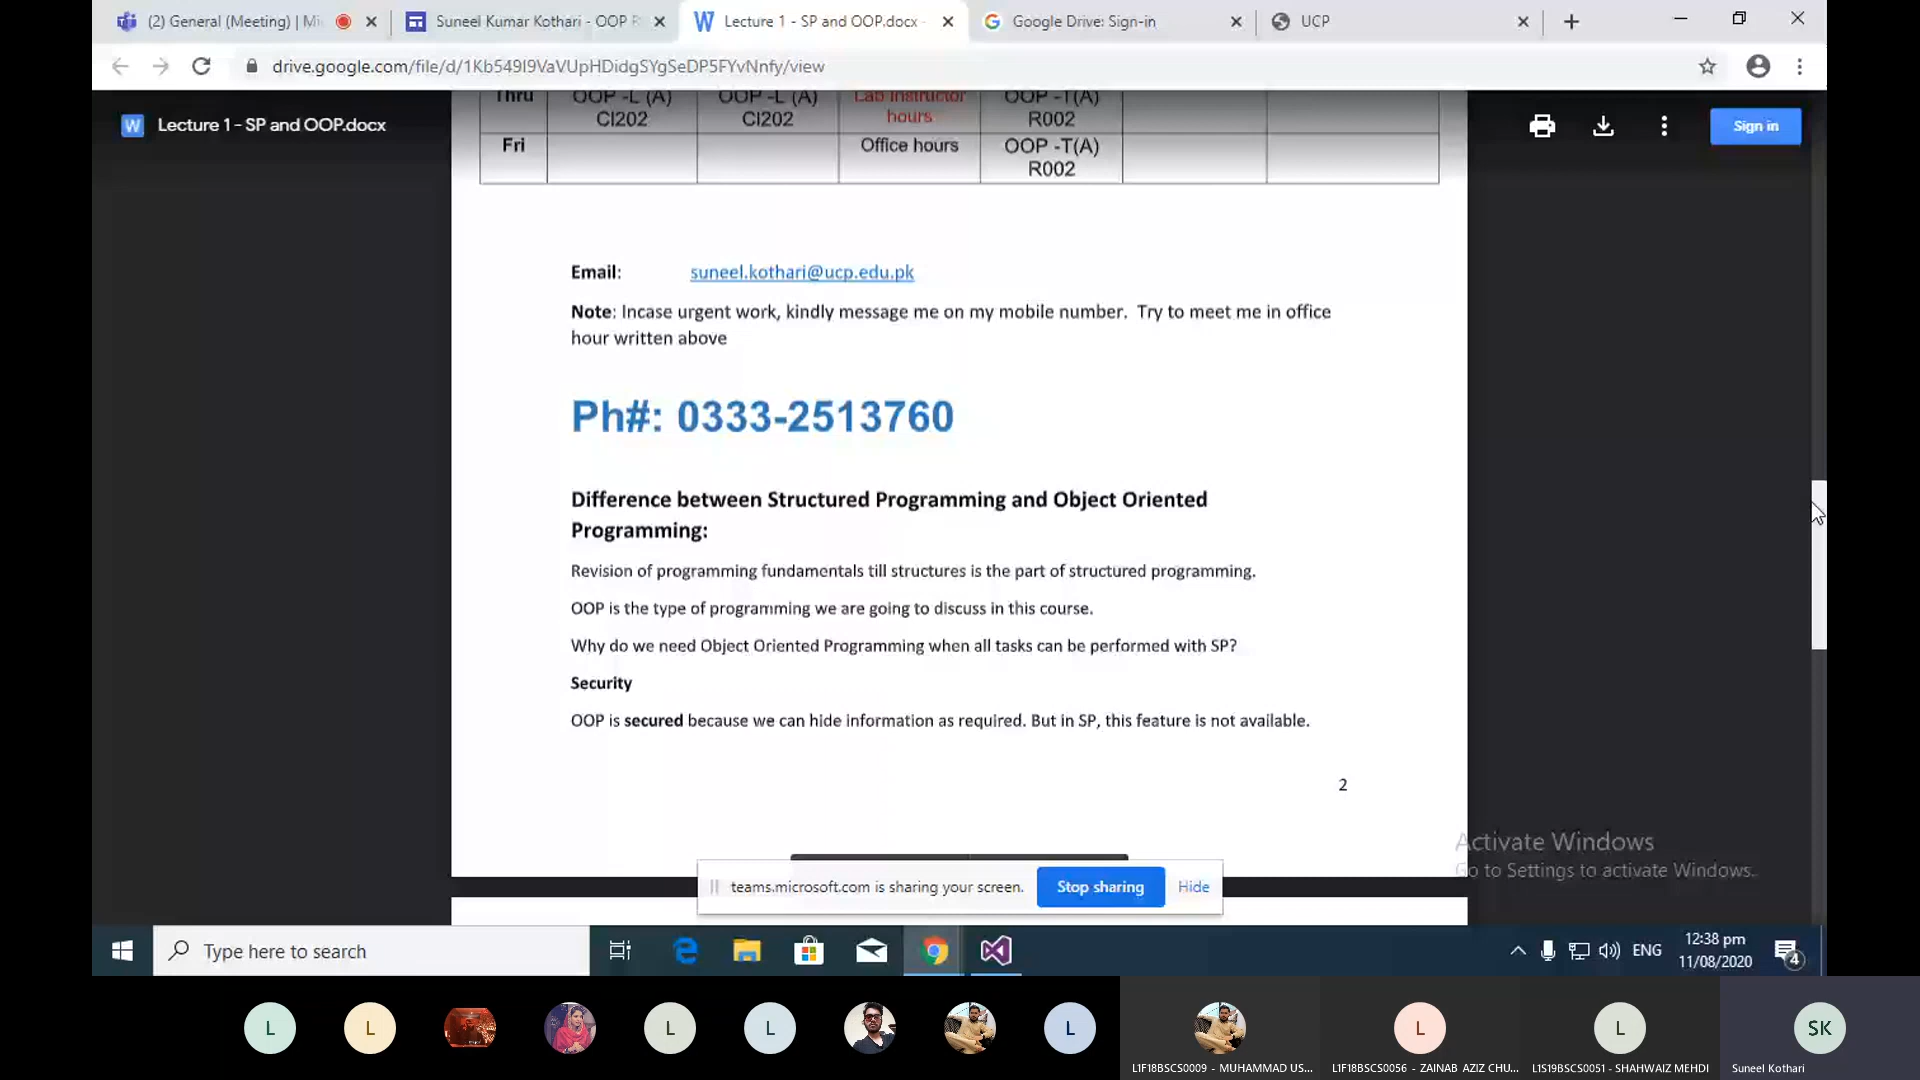 (2) General (Meeting) | Mi
Suneel Kumar Kothari - OOP R
Lecture 1 - SP and OOP.docx -
Google Drive: Sign-in
UCP
drive.google.com/file/d/1Kb549I9VaVUpHDidgSYgSeDP5FYvNnfy/view
W Lecture 1 - SP and OOP.docx
Sign in
Thru
OOP -L (A)
CI202
OOP -L (A)
CI202
Lab Instructor
hours
OOP -T(A)
R002
Fri
Office hours
OOP -T(A)
R002
Email: suneel.kothari@ucp.edu.pk
Note: Incase urgent work, kindly message me on my mobile number. Try to meet me in office
hour written above
Ph#: 0333-2513760
Difference between Structured Programming and Object Oriented
Programming:
Revision of programming fundamentals till structures is the part of structured programming.
OOP is the type of programming we are going to discuss in this course.
Why do we need Object Oriented Programming when all tasks can be performed with SP?
Security
OOP is secured because we can hide information as required. But in SP, this feature is not available.
2
Activate Windows
Go to Settings to activate Windows.
teams.microsoft.com is sharing your screen.
Stop sharing
Hide
Type here to search
ENG
12:38 pm
11/08/2020
4
L
L
L
L
L
L
L
SK
L1F18BSCS0009 - MUHAMMAD US...
L1F18BSCS0056 - ZAINAB AZIZ CHU...
L1S19BSCS0051 - SHAHWAIZ MEHDI
Suneel Kothari